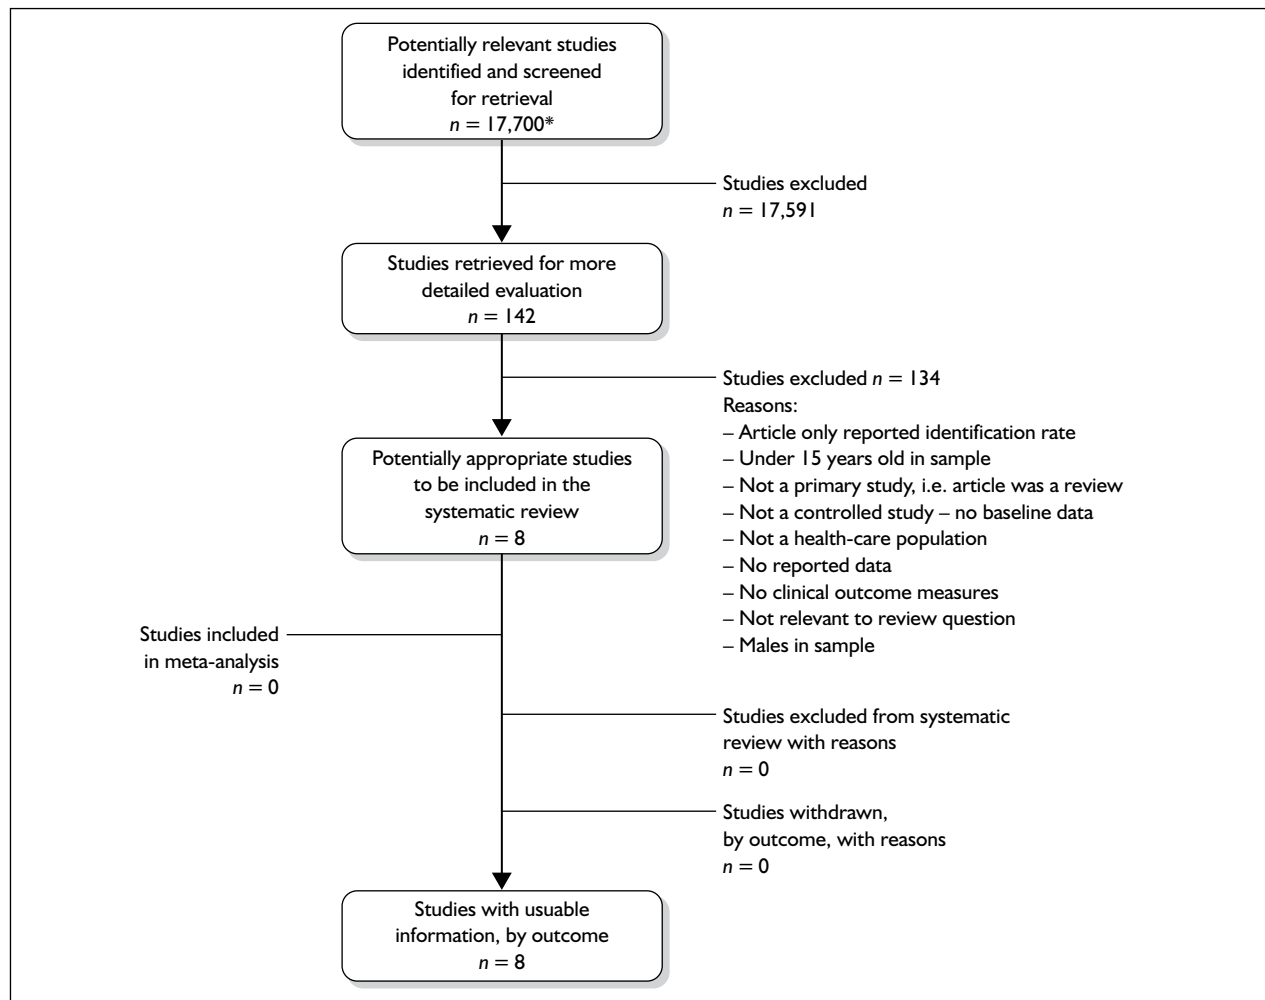 Potentially relevant studies
identified and screened
for retrieval
n = 17,700*
Studies excluded
n = 17,591
Studies retrieved for more
detailed evaluation
n = 142
Studies excluded n = 134
Reasons:
– Article only reported identification rate
– Under 15 years old in sample
– Not a primary study, i.e. article was a review
– Not a controlled study – no baseline data
– Not a health-care population
– No reported data
– No clinical outcome measures
– Not relevant to review question
– Males in sample
Potentially appropriate studies
to be included in the
systematic review
n = 8
Studies included
in meta-analysis
n = 0
Studies excluded from systematic
review with reasons
n = 0
Studies withdrawn,
by outcome, with reasons
n = 0
Studies with usuable
information, by outcome
n = 8